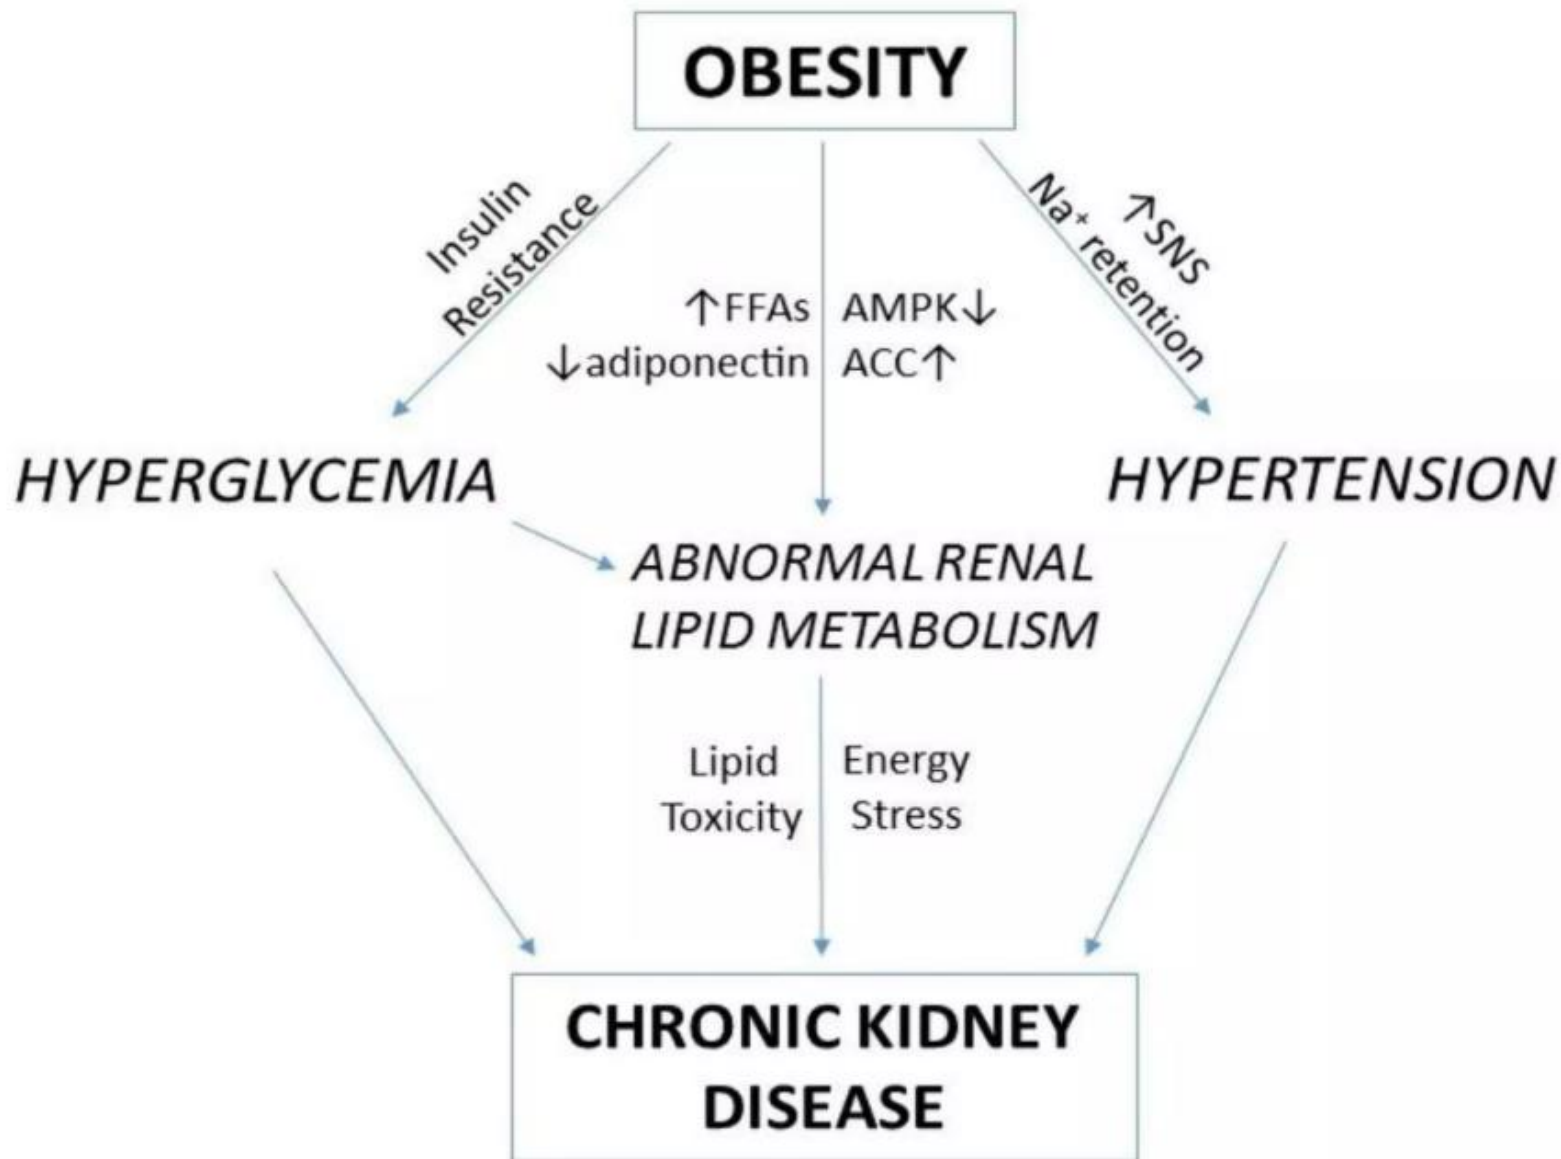 OBESITY
Insulin
Resistance
↑SNS
Na⁺ retention
↑FFAs AMPK↓
↓adiponectin ACC↑
HYPERGLYCEMIA
HYPERTENSION
ABNORMAL RENAL
LIPID METABOLISM
Lipid Energy
Toxicity Stress
CHRONIC KIDNEY
DISEASE